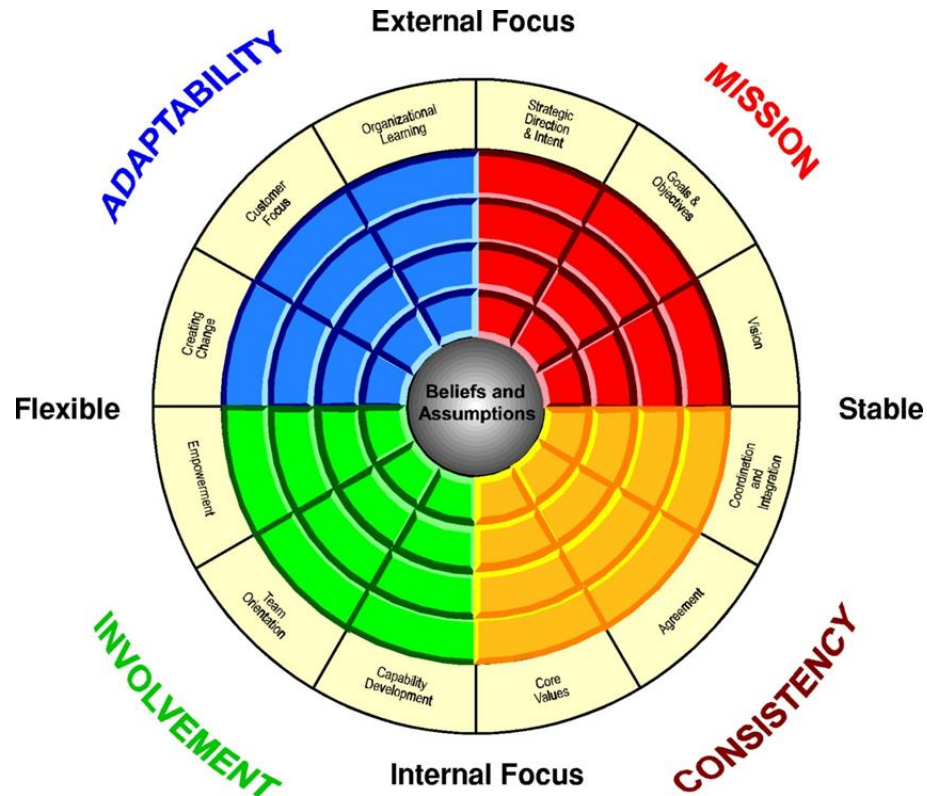 External Focus
ADAPTABILITY
MISSION
Organizational
Learning
Strategic
Direction
& Intent
Customer
Focus
Goals &
Objectives
Creating
Change
Vision
Beliefs and
Assumptions
Flexible
Stable
Empowerment
Coordination
and
Integration
Team
Orientation
Agreement
Capability
Development
Core
Values
INVOLVEMENT
CONSISTENCY
Internal Focus